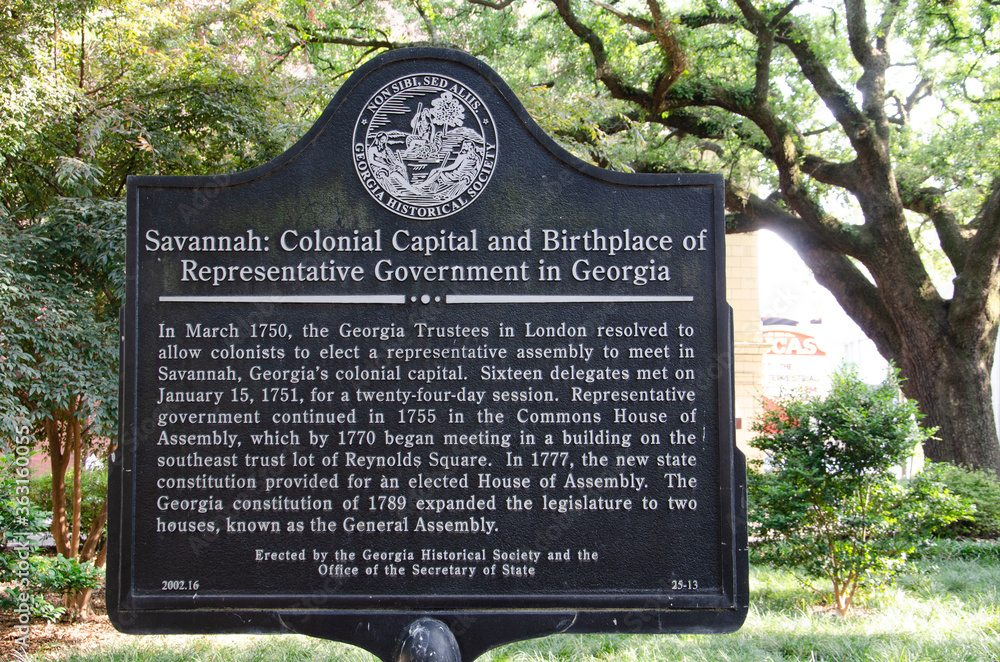 NON SIBI, SED ALIIS.
GEORGIA HISTORICAL SOCIETY
Savannah: Colonial Capital and Birthplace of
Representative Government in Georgia
In March 1750, the Georgia Trustees in London resolved to
allow colonists to elect a representative assembly to meet in
Savannah, Georgia's colonial capital. Sixteen delegates met on
January 15, 1751, for a twenty-four-day session. Representative
government continued in 1755 in the Commons House of
Assembly, which by 1770 began meeting in a building on the
southeast trust lot of Reynolds Square. In 1777, the new state
constitution provided for an elected House of Assembly. The
Georgia constitution of 1789 expanded the legislature to two
houses, known as the General Assembly.
Erected by the Georgia Historical Society and the
Office of the Secretary of State
2002.16
25-13
Adobe Stock | #353160055